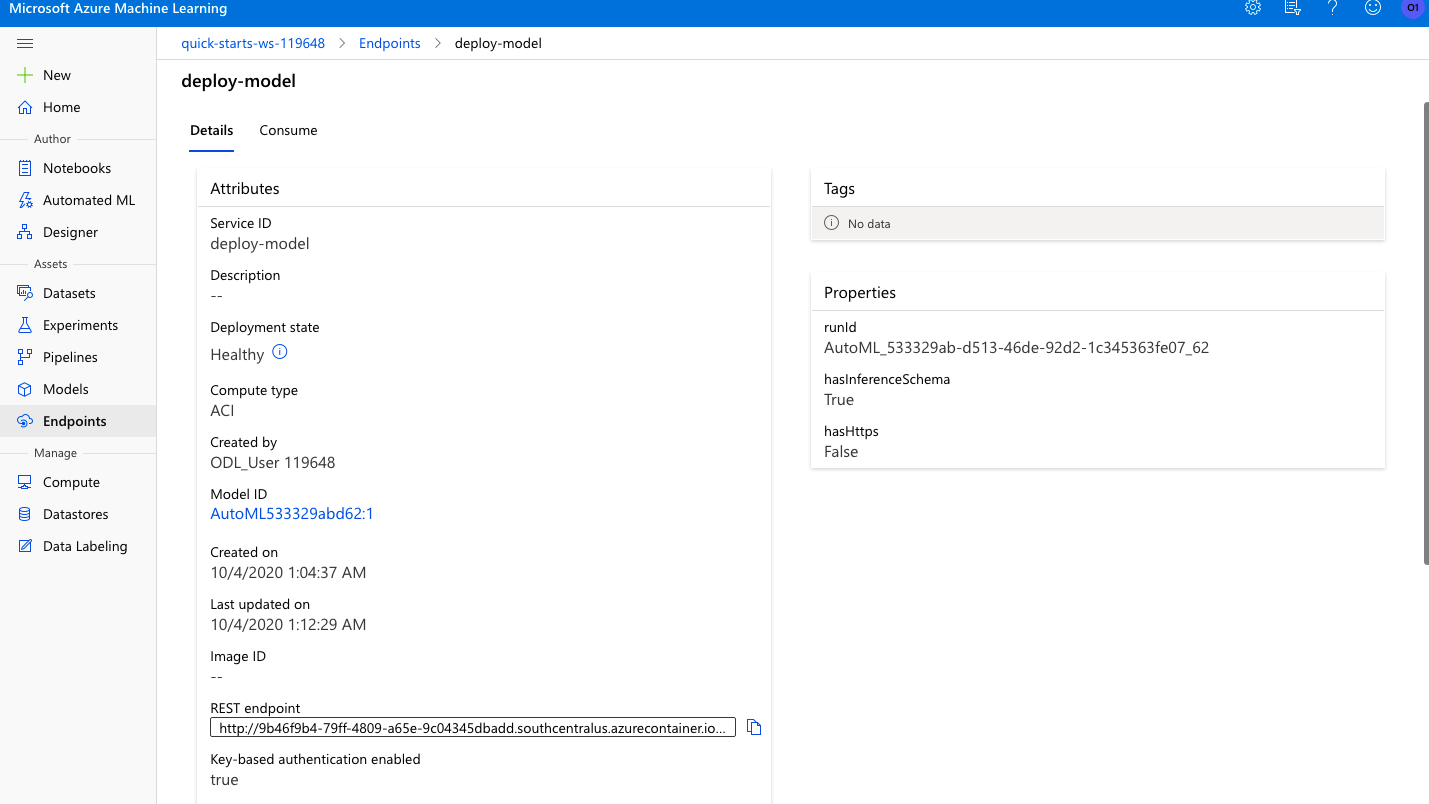 Microsoft Azure Machine Learning
O1
quick-starts-ws-119648 > Endpoints > deploy-model
New
Home
Author
Notebooks
Automated ML
Designer
Assets
Datasets
Experiments
Pipelines
Models
Endpoints
Manage
Compute
Datastores
Data Labeling
deploy-model
Details Consume
Attributes
Service ID
deploy-model
Description
--
Deployment state
Healthy
Compute type
ACI
Created by
ODL_User 119648
Model ID
AutoML533329abd62:1
Created on
10/4/2020 1:04:37 AM
Last updated on
10/4/2020 1:12:29 AM
Image ID
--
REST endpoint
http://9b46f9b4-79ff-4809-a65e-9c04345dbadd.southcentralus.azurecontainer.io...
Key-based authentication enabled
true
Tags
No data
Properties
runId
AutoML_533329ab-d513-46de-92d2-1c345363fe07_62
hasInferenceSchema
True
hasHttps
False